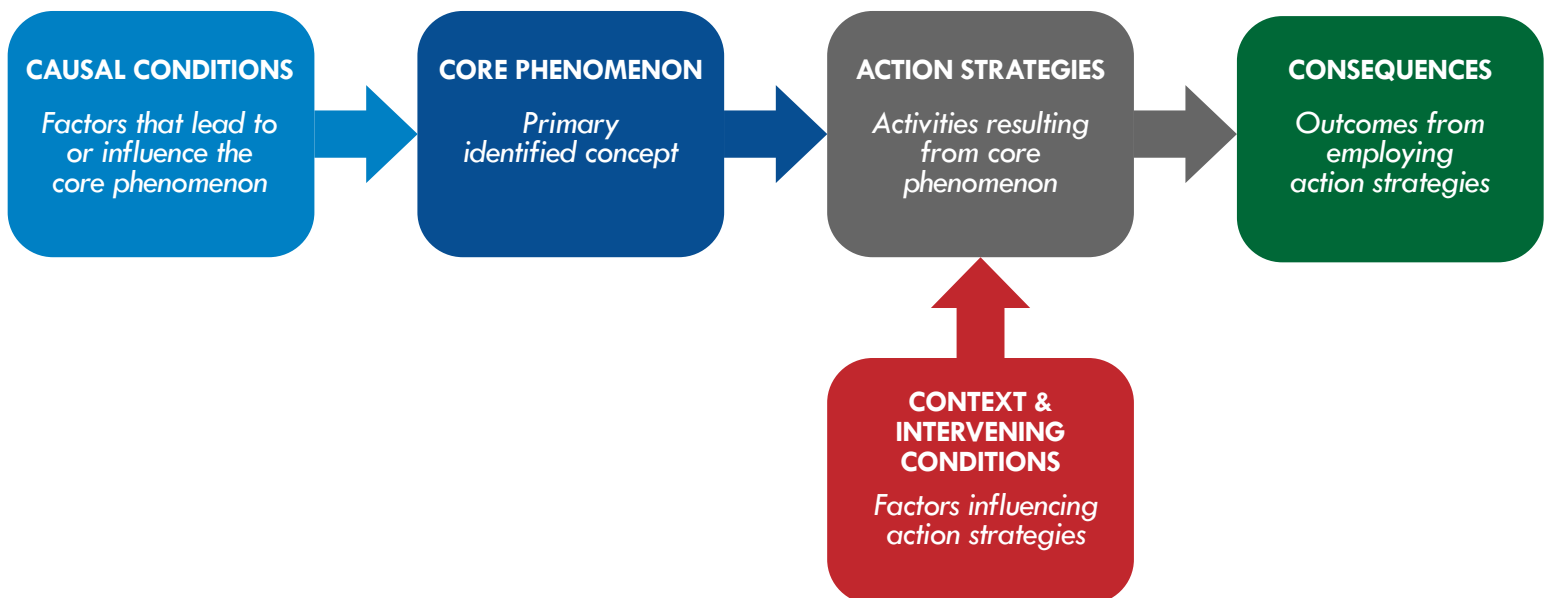 CAUSAL CONDITIONS
Factors that lead to
or influence the
core phenomenon
CORE PHENOMENON
Primary
identified concept
ACTION STRATEGIES
Activities resulting
from core
phenomenon
CONSEQUENCES
Outcomes from
employing
action strategies
CONTEXT &
INTERVENING
CONDITIONS
Factors influencing
action strategies